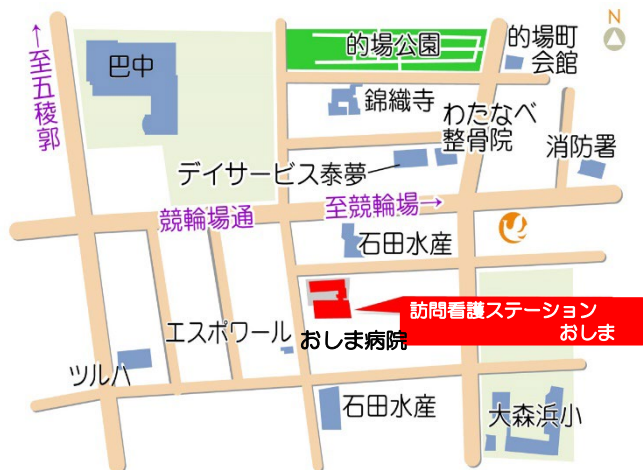 N
←至五稜郭
巴中
的場公園
的場町
会館
錦織寺
わたなべ
整骨院
消防署
デイサービス泰夢
競輪場通
至競輪場→
石田水産
訪問看護ステーション
おしま
エスポワール
おしま病院
ツルハ
石田水産
大森浜小